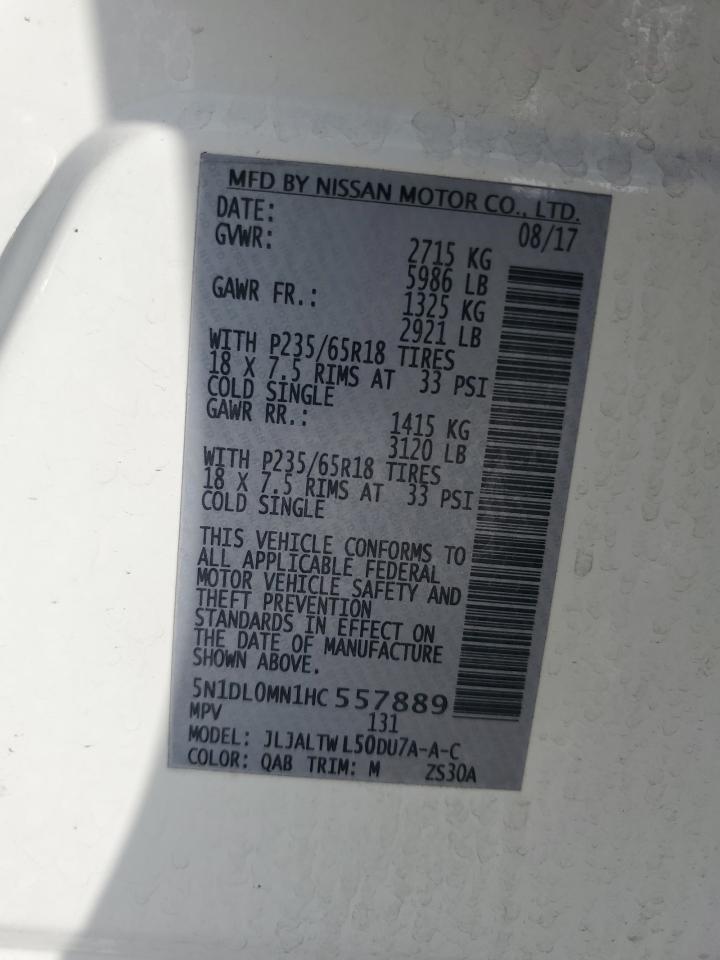 MFD BY NISSAN MOTOR CO., LTD.
DATE: 08/17
GVWR: 2715 KG
5986 LB
GAWR FR.: 1325 KG
2921 LB
WITH P235/65R18 TIRES
18 X 7.5 RIMS AT 33 PSI
COLD SINGLE
GAWR RR.: 1415 KG
3120 LB
WITH P235/65R18 TIRES
18 X 7.5 RIMS AT 33 PSI
COLD SINGLE
THIS VEHICLE CONFORMS TO
ALL APPLICABLE FEDERAL
MOTOR VEHICLE SAFETY AND
THEFT PREVENTION
STANDARDS IN EFFECT ON
THE DATE OF MANUFACTURE
SHOWN ABOVE.
5N1DL0MN1HC557889
MPV 131
MODEL: JLJALTWL50DU7A-A-C
COLOR: QAB TRIM: M ZS30A